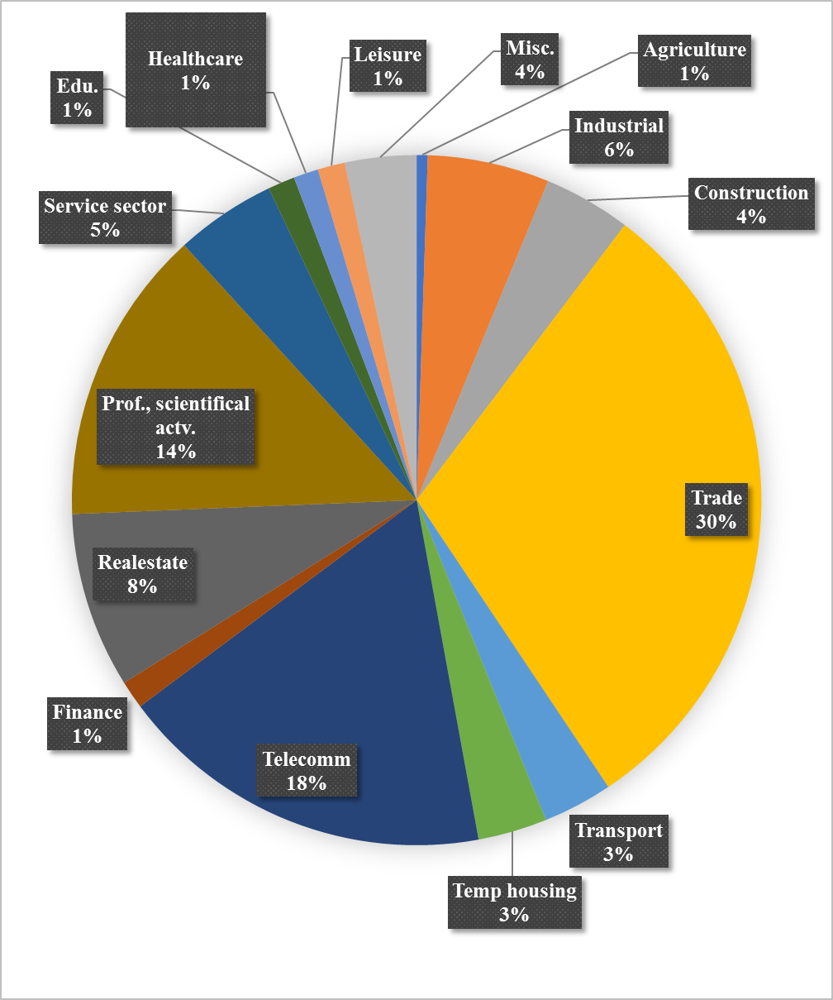 Healthcare
1%
Edu.
1%
Leisure
1%
Misc.
4%
Agriculture
1%
Industrial
6%
Construction
4%
Service sector
5%
Prof., scientifical
actv.
14%
Trade
30%
Realestate
8%
Finance
1%
Telecomm
18%
Transport
3%
Temp housing
3%